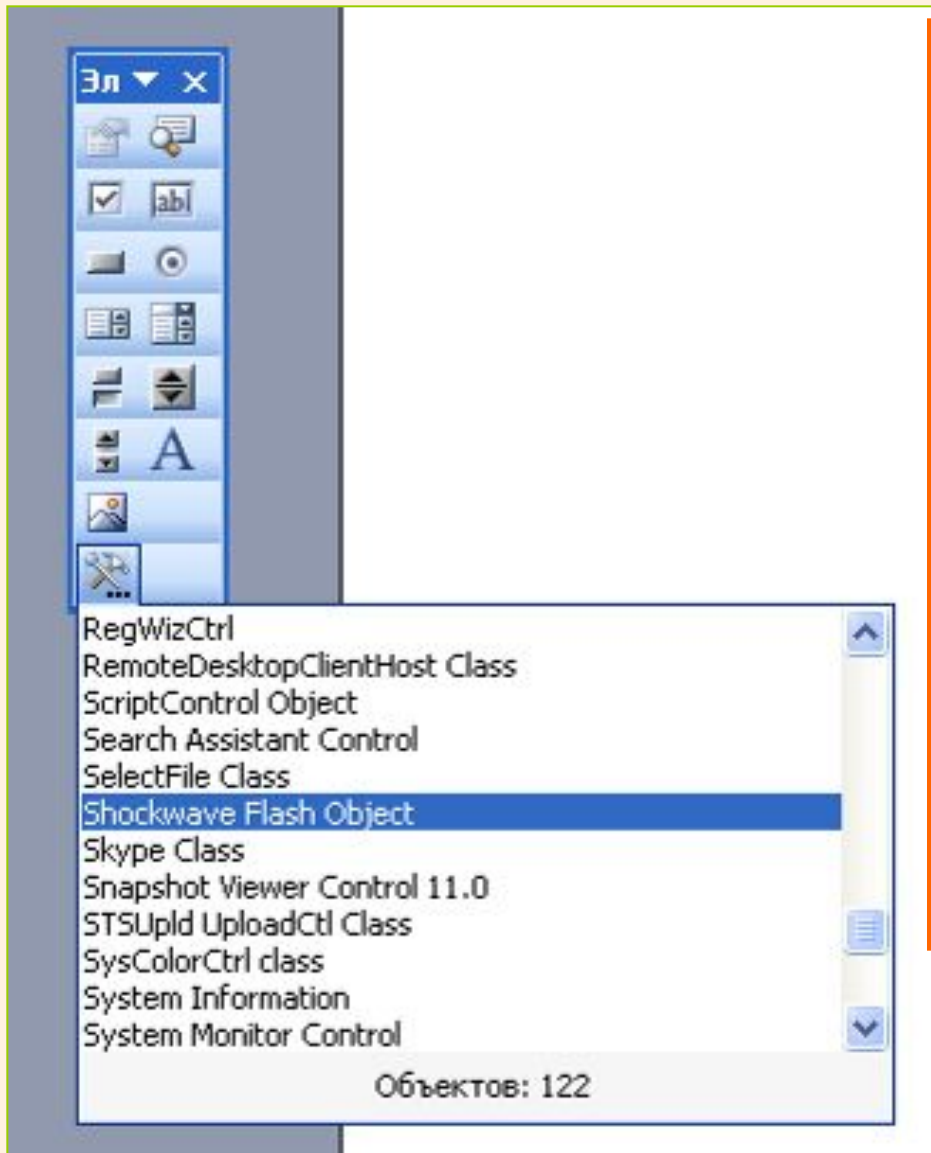 Эл
abl
A
RegWizCtrl
RemoteDesktopClientHost Class
ScriptControl Object
Search Assistant Control
SelectFile Class
Shockwave Flash Object
Skype Class
Snapshot Viewer Control 11.0
STSUpld UploadCtl Class
SysColorCtrl class
System Information
System Monitor Control
Объектов: 122